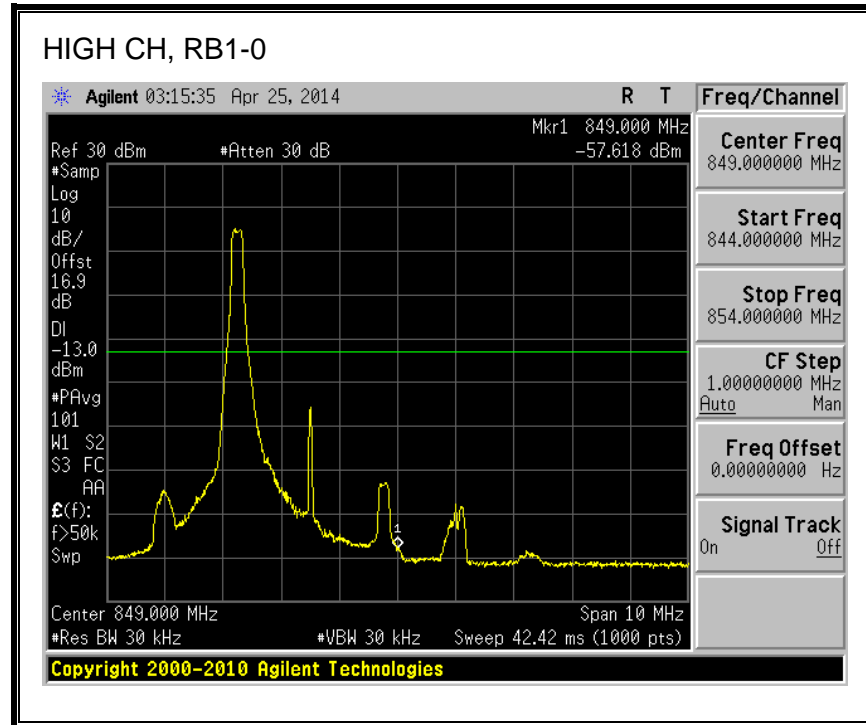 HIGH CH, RB1-0
Agilent 03:15:35 Apr 25, 2014 R T
Mkr1 849.000 MHz
Ref 30 dBm #Atten 30 dB -57.618 dBm
#Samp
Log
10
dB/
Offst
16.9
dB
DI
-13.0
dBm
#PAvg
101
W1 S2
S3 FC
AA
£(f):
f>50k
Swp
1
Center 849.000 MHz Span 10 MHz
#Res BW 30 kHz #VBW 30 kHz Sweep 42.42 ms (1000 pts)
Copyright 2000-2010 Agilent Technologies
Freq/Channel
Center Freq
849.000000 MHz
Start Freq
844.000000 MHz
Stop Freq
854.000000 MHz
CF Step
1.00000000 MHz
Auto Man
Freq Offset
0.00000000 Hz
Signal Track
On Off